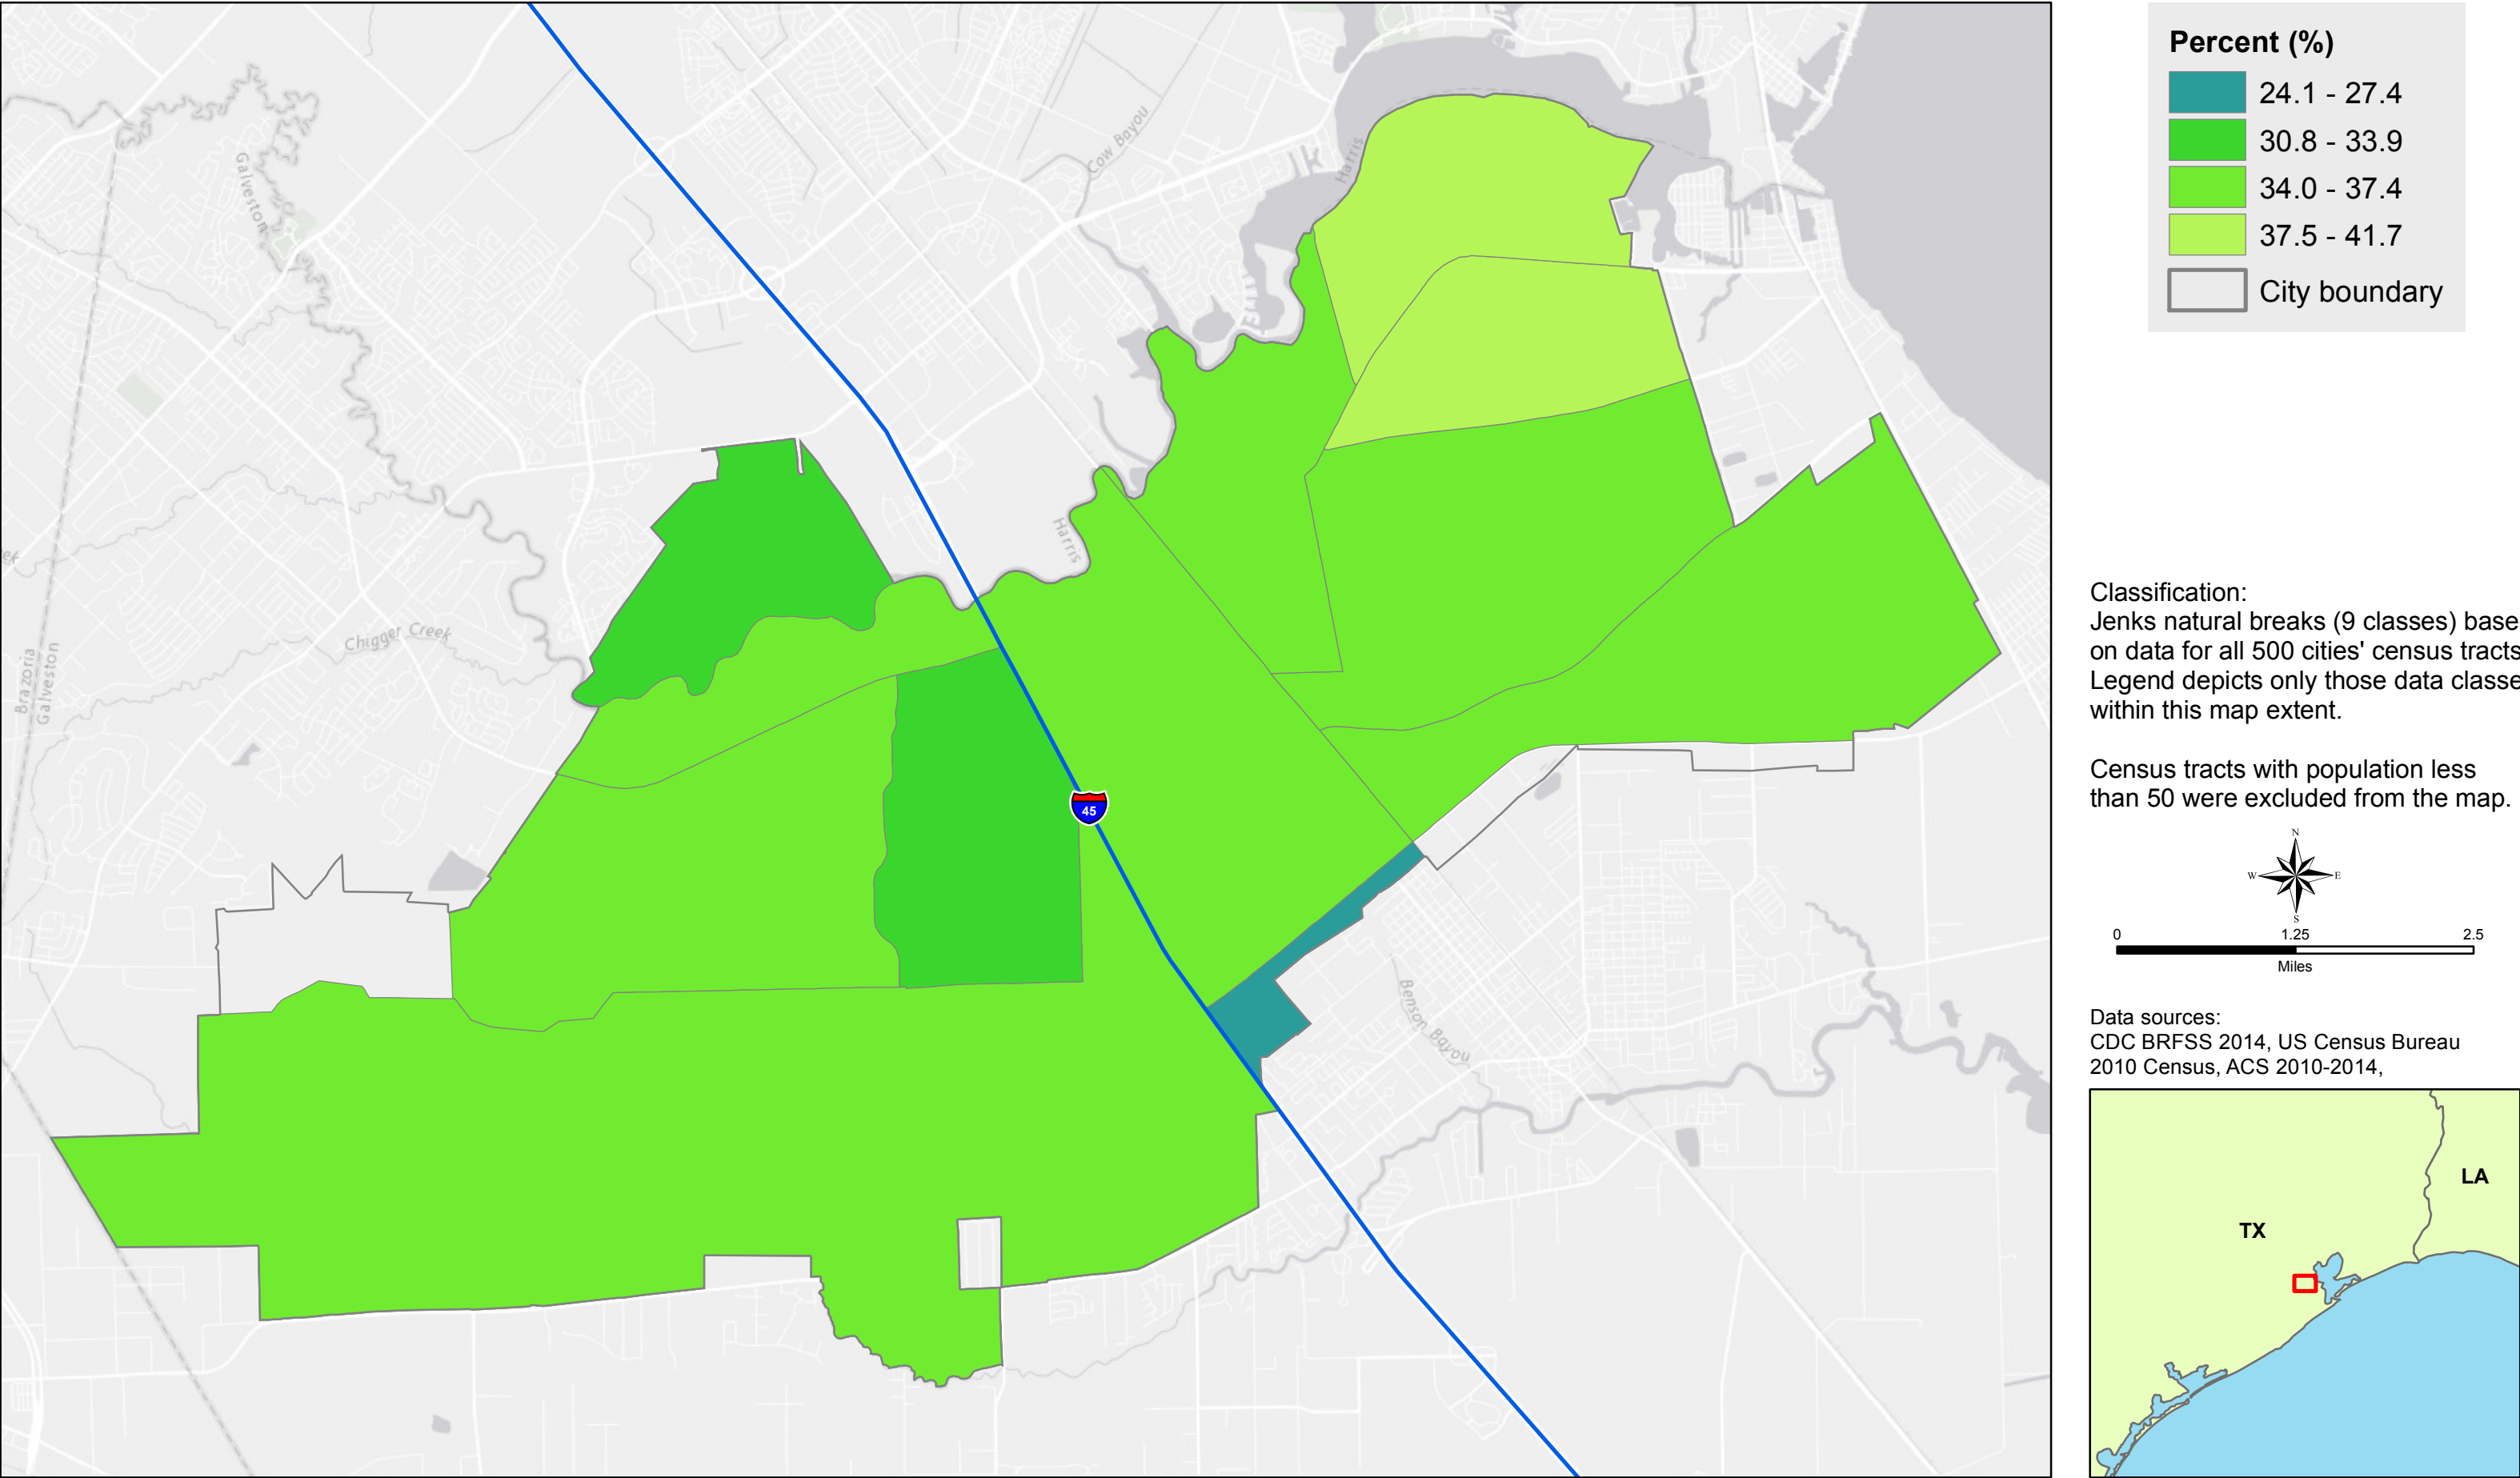 Percent (%)
24.1 - 27.4
30.8 - 33.9
34.0 - 37.4
37.5 - 41.7
City boundary
Galveston
Cow Bayou
Harris
Harris
Chigger Creek
Brazoria
Galveston
45
Benson Bayou
Classification:
Jenks natural breaks (9 classes) base
on data for all 500 cities' census tracts
Legend depicts only those data classe
within this map extent.
Census tracts with population less
than 50 were excluded from the map.
N
W E
S
0 1.25 2.5
Miles
Data sources:
CDC BRFSS 2014, US Census Bureau
2010 Census, ACS 2010-2014,
LA
TX